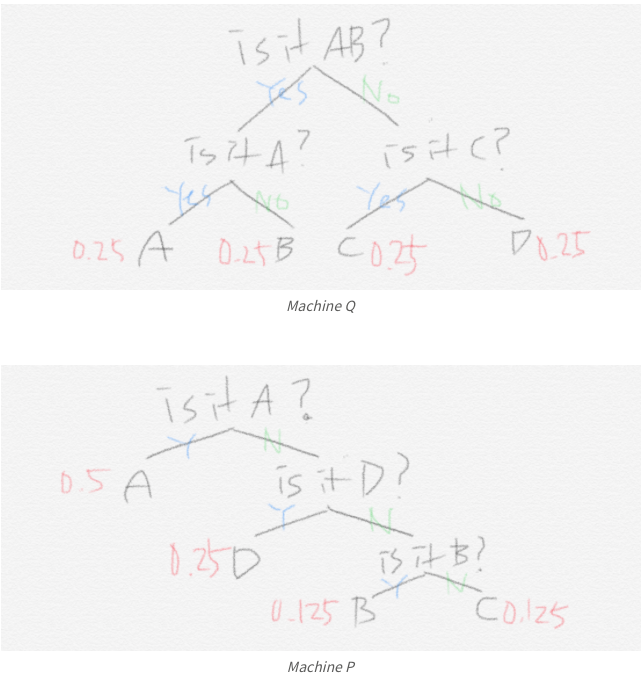 is it AB?
Yes No
is it A? is it C?
Yes No Yes No
0.25 A 0.25 B C 0.25 D 0.25
Machine Q
is it A?
Y N
0.5 A is it D?
Y N
0.25 D is it B?
Y N
0.125 B C 0.125
Machine P